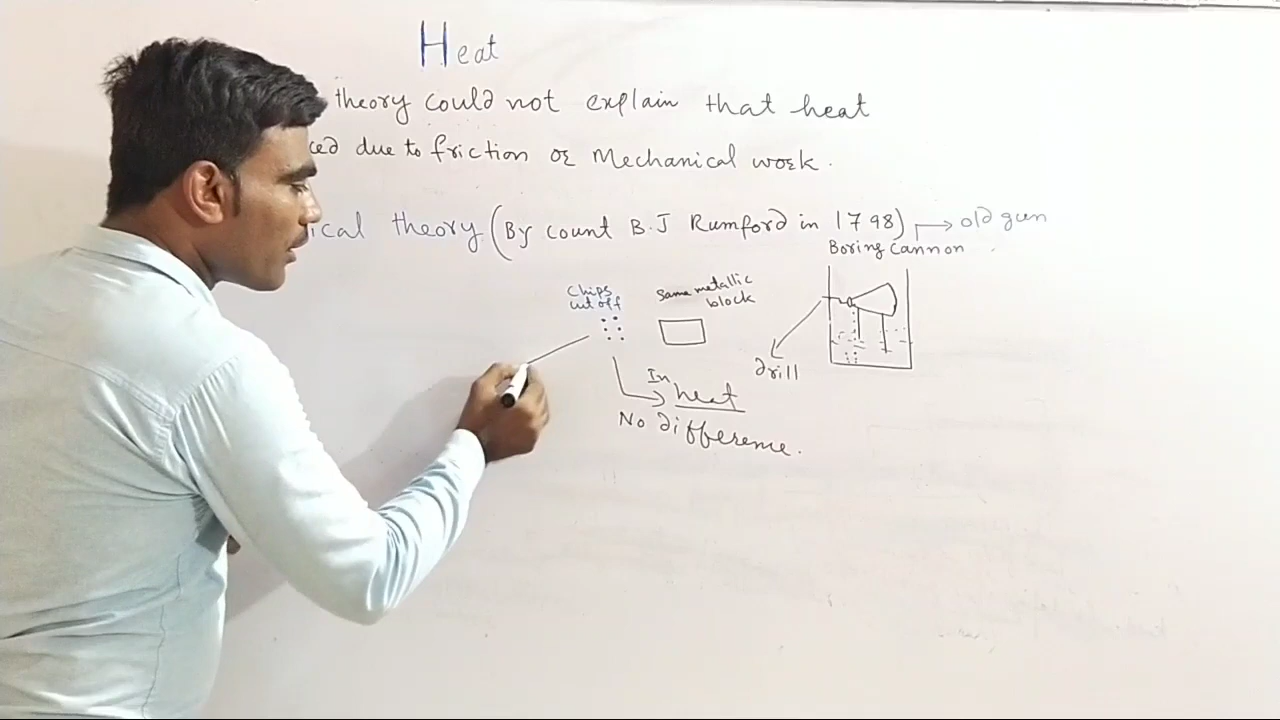 Heat
theory could not explain that heat
ced due to friction or Mechanical work.
ical theory (By count B.J Rumford in 1798) → old gun
Boring Cannon
Chips
cut off
same metallic
block
drill
In heat
No difference.